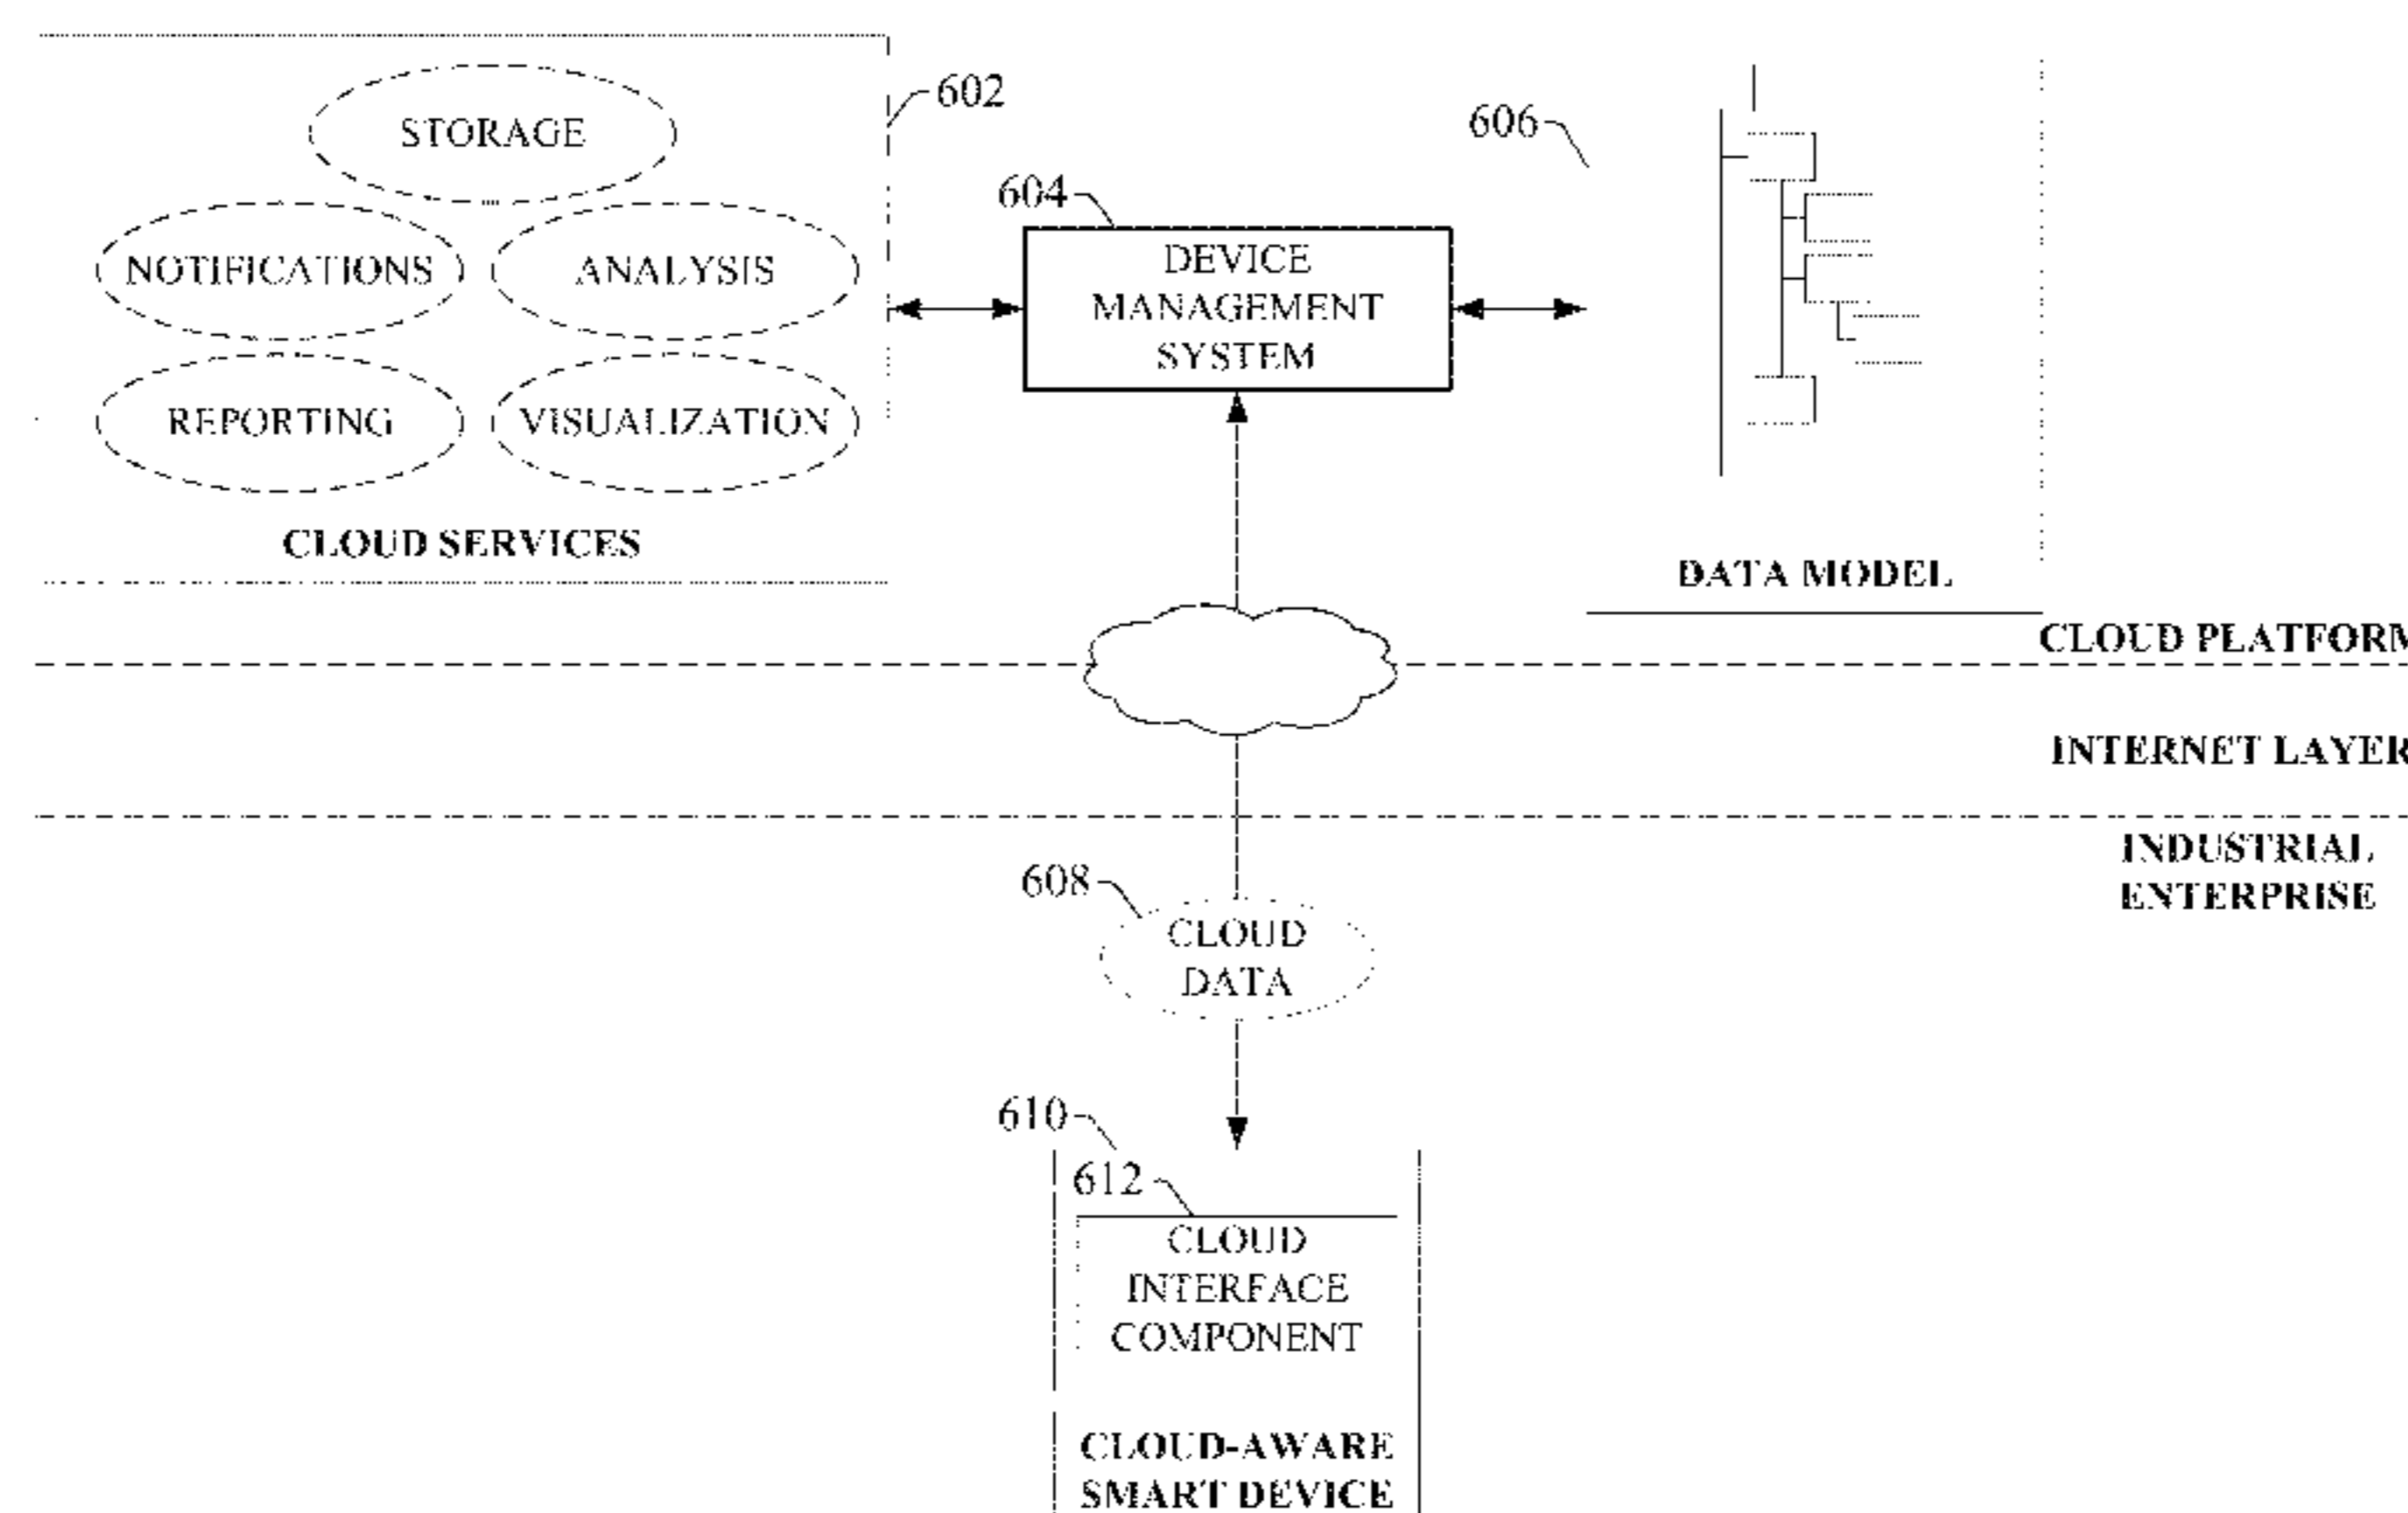 602
STORAGE
606
604
NOTIFICATIONS
ANALYSIS
DEVICE
MANAGEMENT
SYSTEM
REPORTING
VISUALIZATION
CLOUD SERVICES
DATA MODEL
CLOUD PLATFORM
INTERNET LAYER
INDUSTRIAL
ENTERPRISE
608
CLOUD
DATA
610
612
CLOUD
INTERFACE
COMPONENT
CLOUD-AWARE
SMART DEVICE